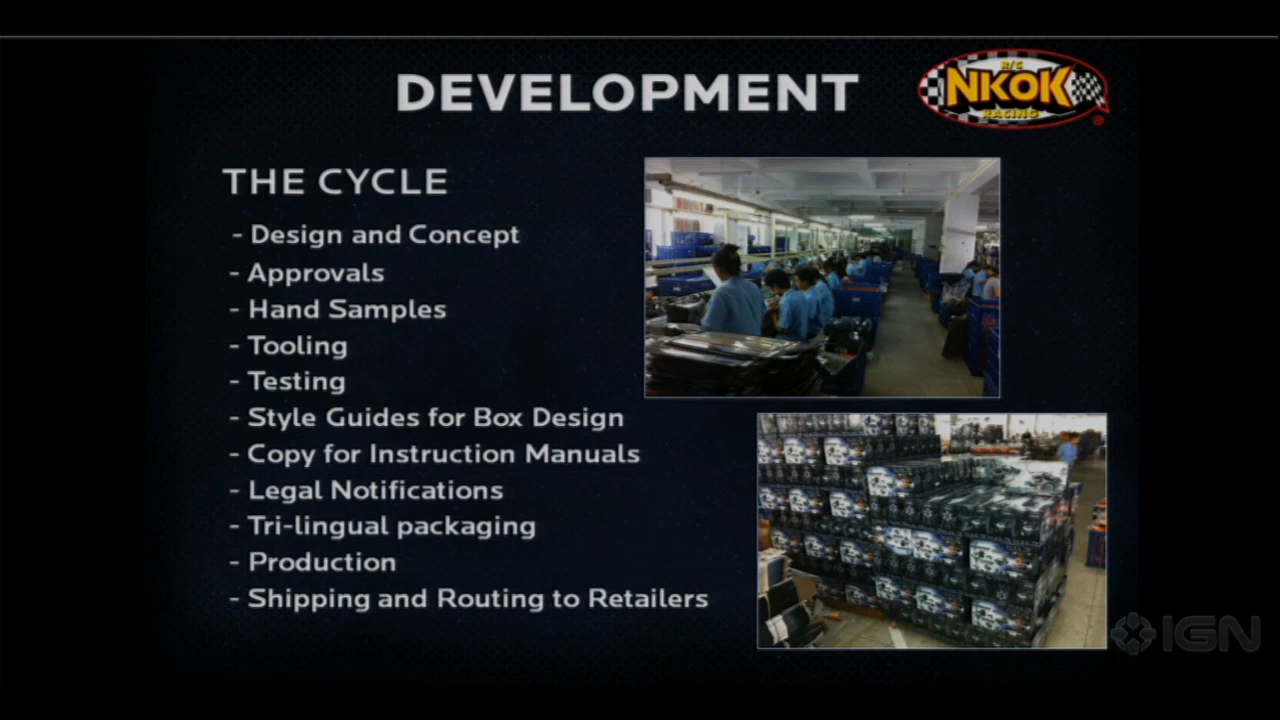 DEVELOPMENT
R/C
NKOK
RACING
THE CYCLE
- Design and Concept
- Approvals
- Hand Samples
- Tooling
- Testing
- Style Guides for Box Design
- Copy for Instruction Manuals
- Legal Notifications
- Tri-lingual packaging
- Production
- Shipping and Routing to Retailers
IGN